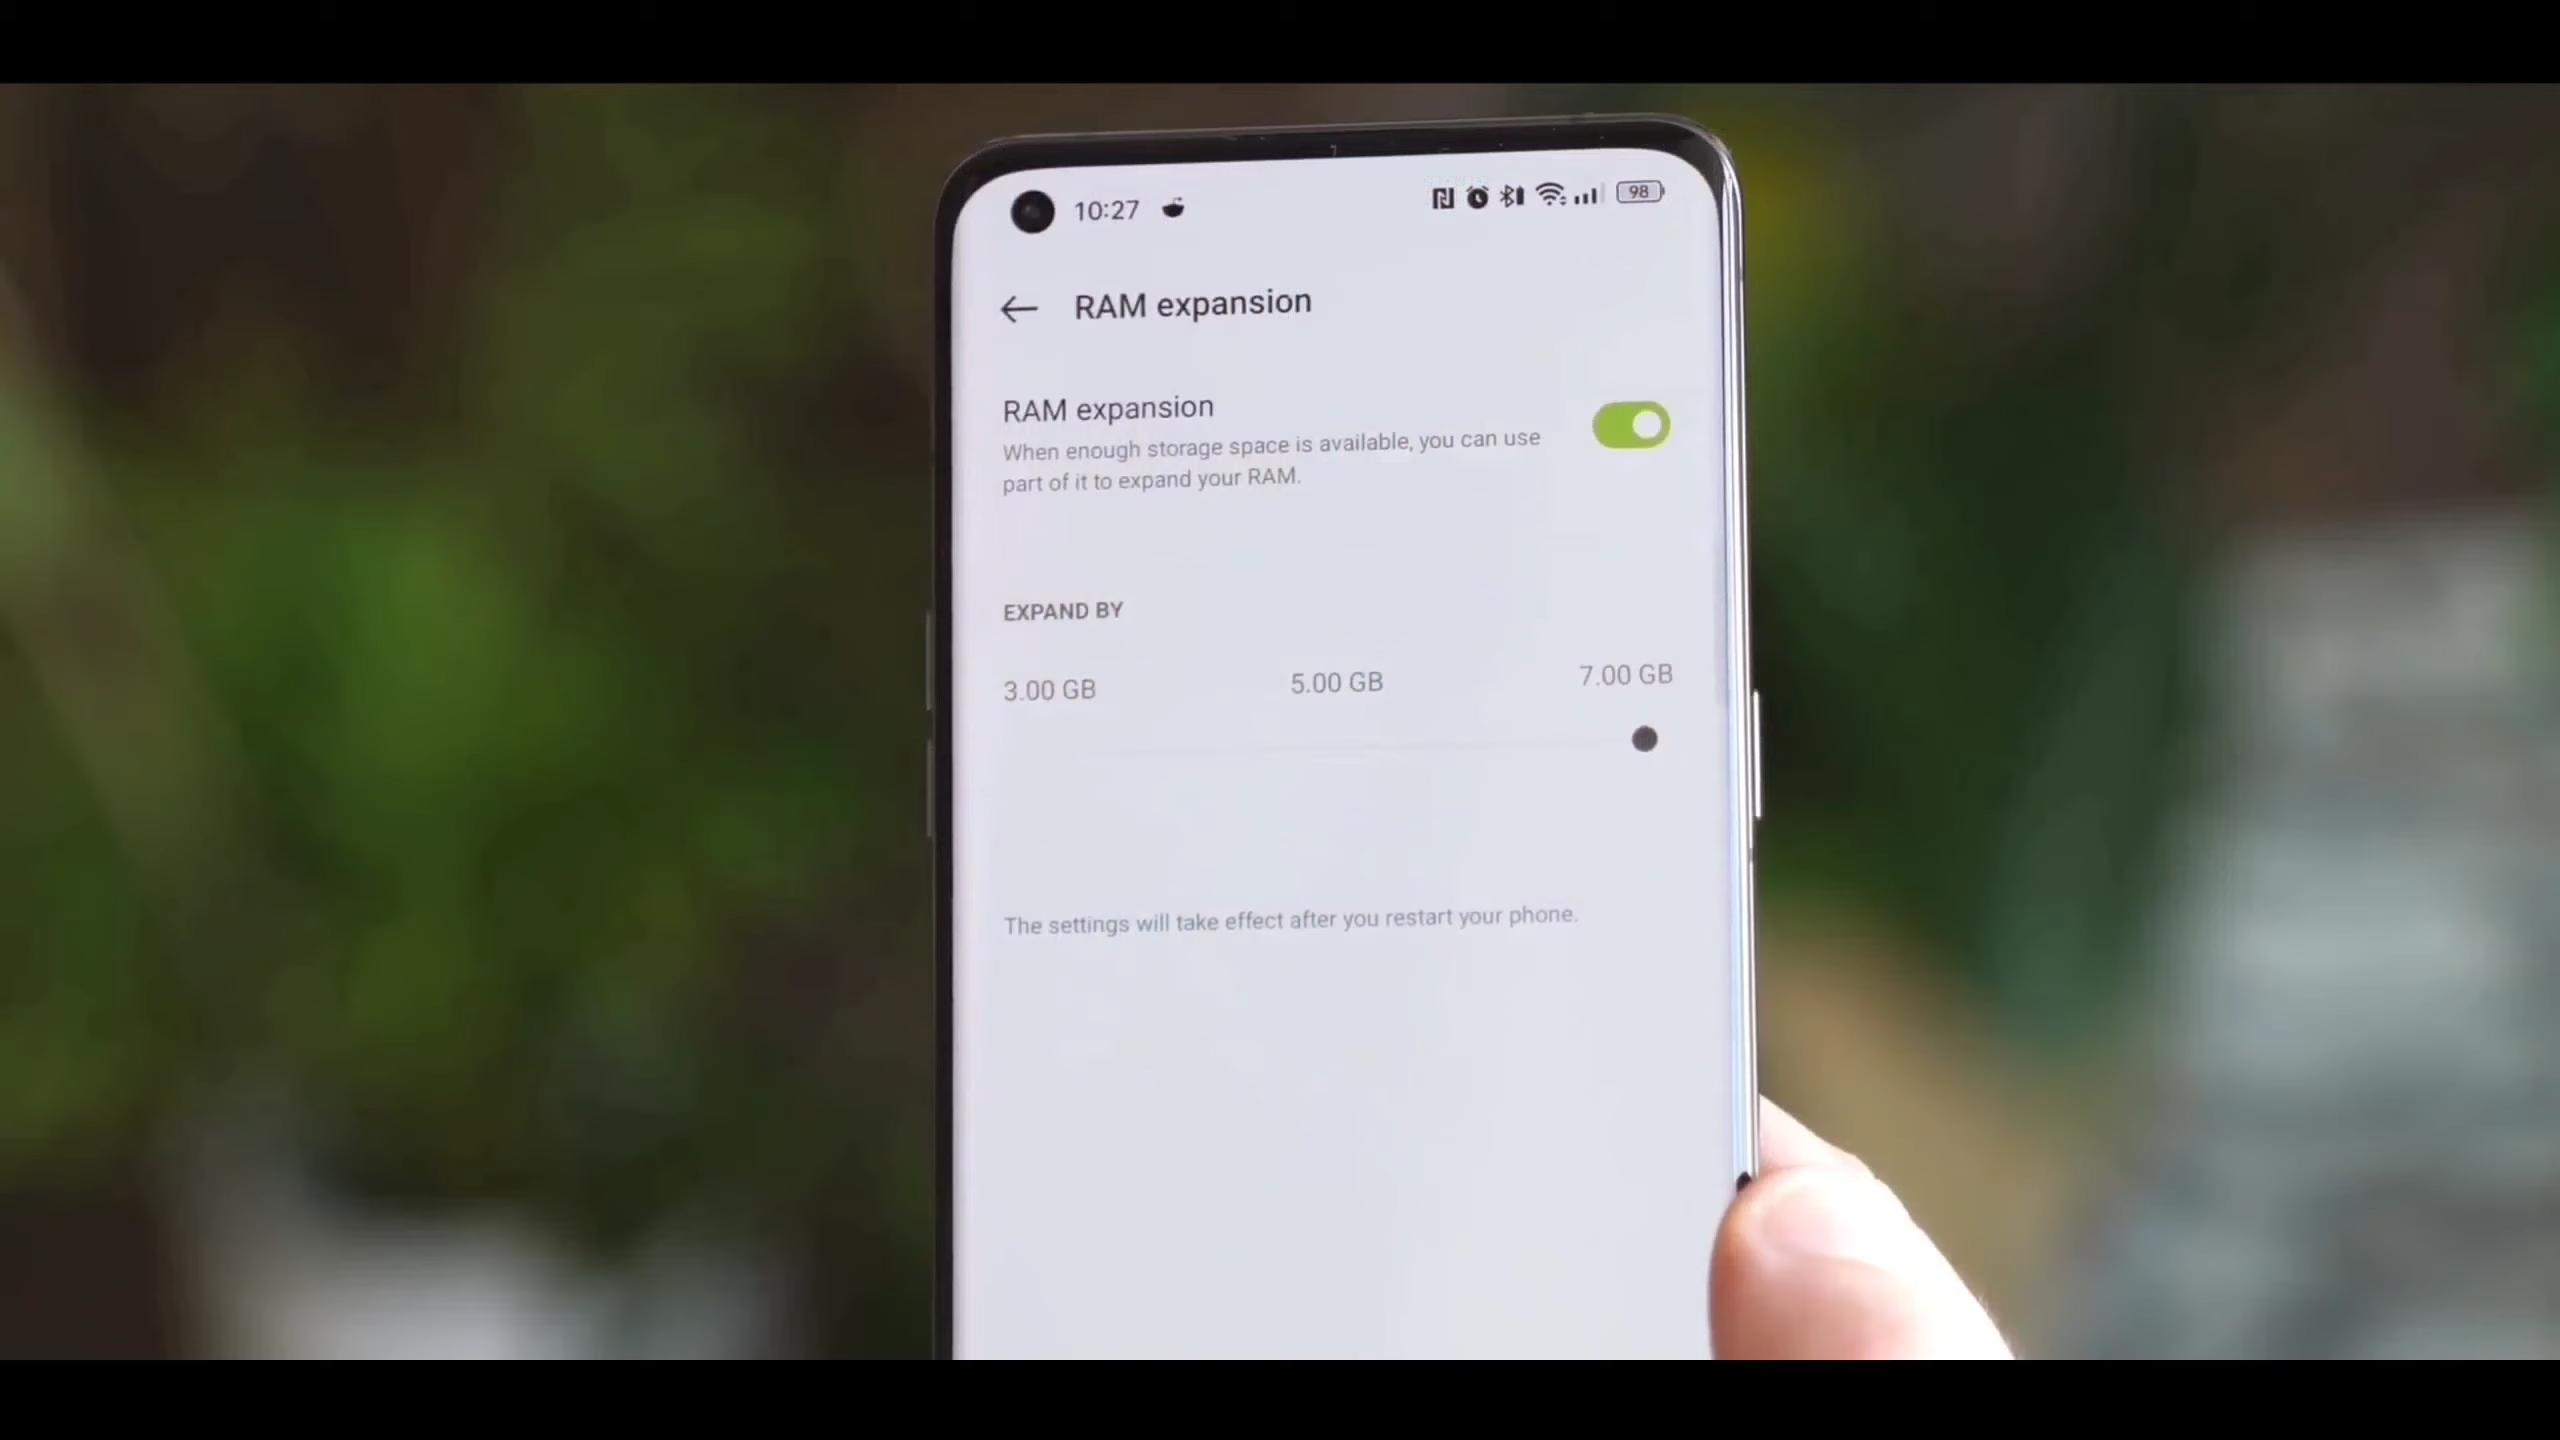 10:27
98
RAM expansion
RAM expansion
When enough storage space is available, you can use
part of it to expand your RAM.
EXPAND BY
3.00 GB 5.00 GB 7.00 GB
The settings will take effect after you restart your phone.